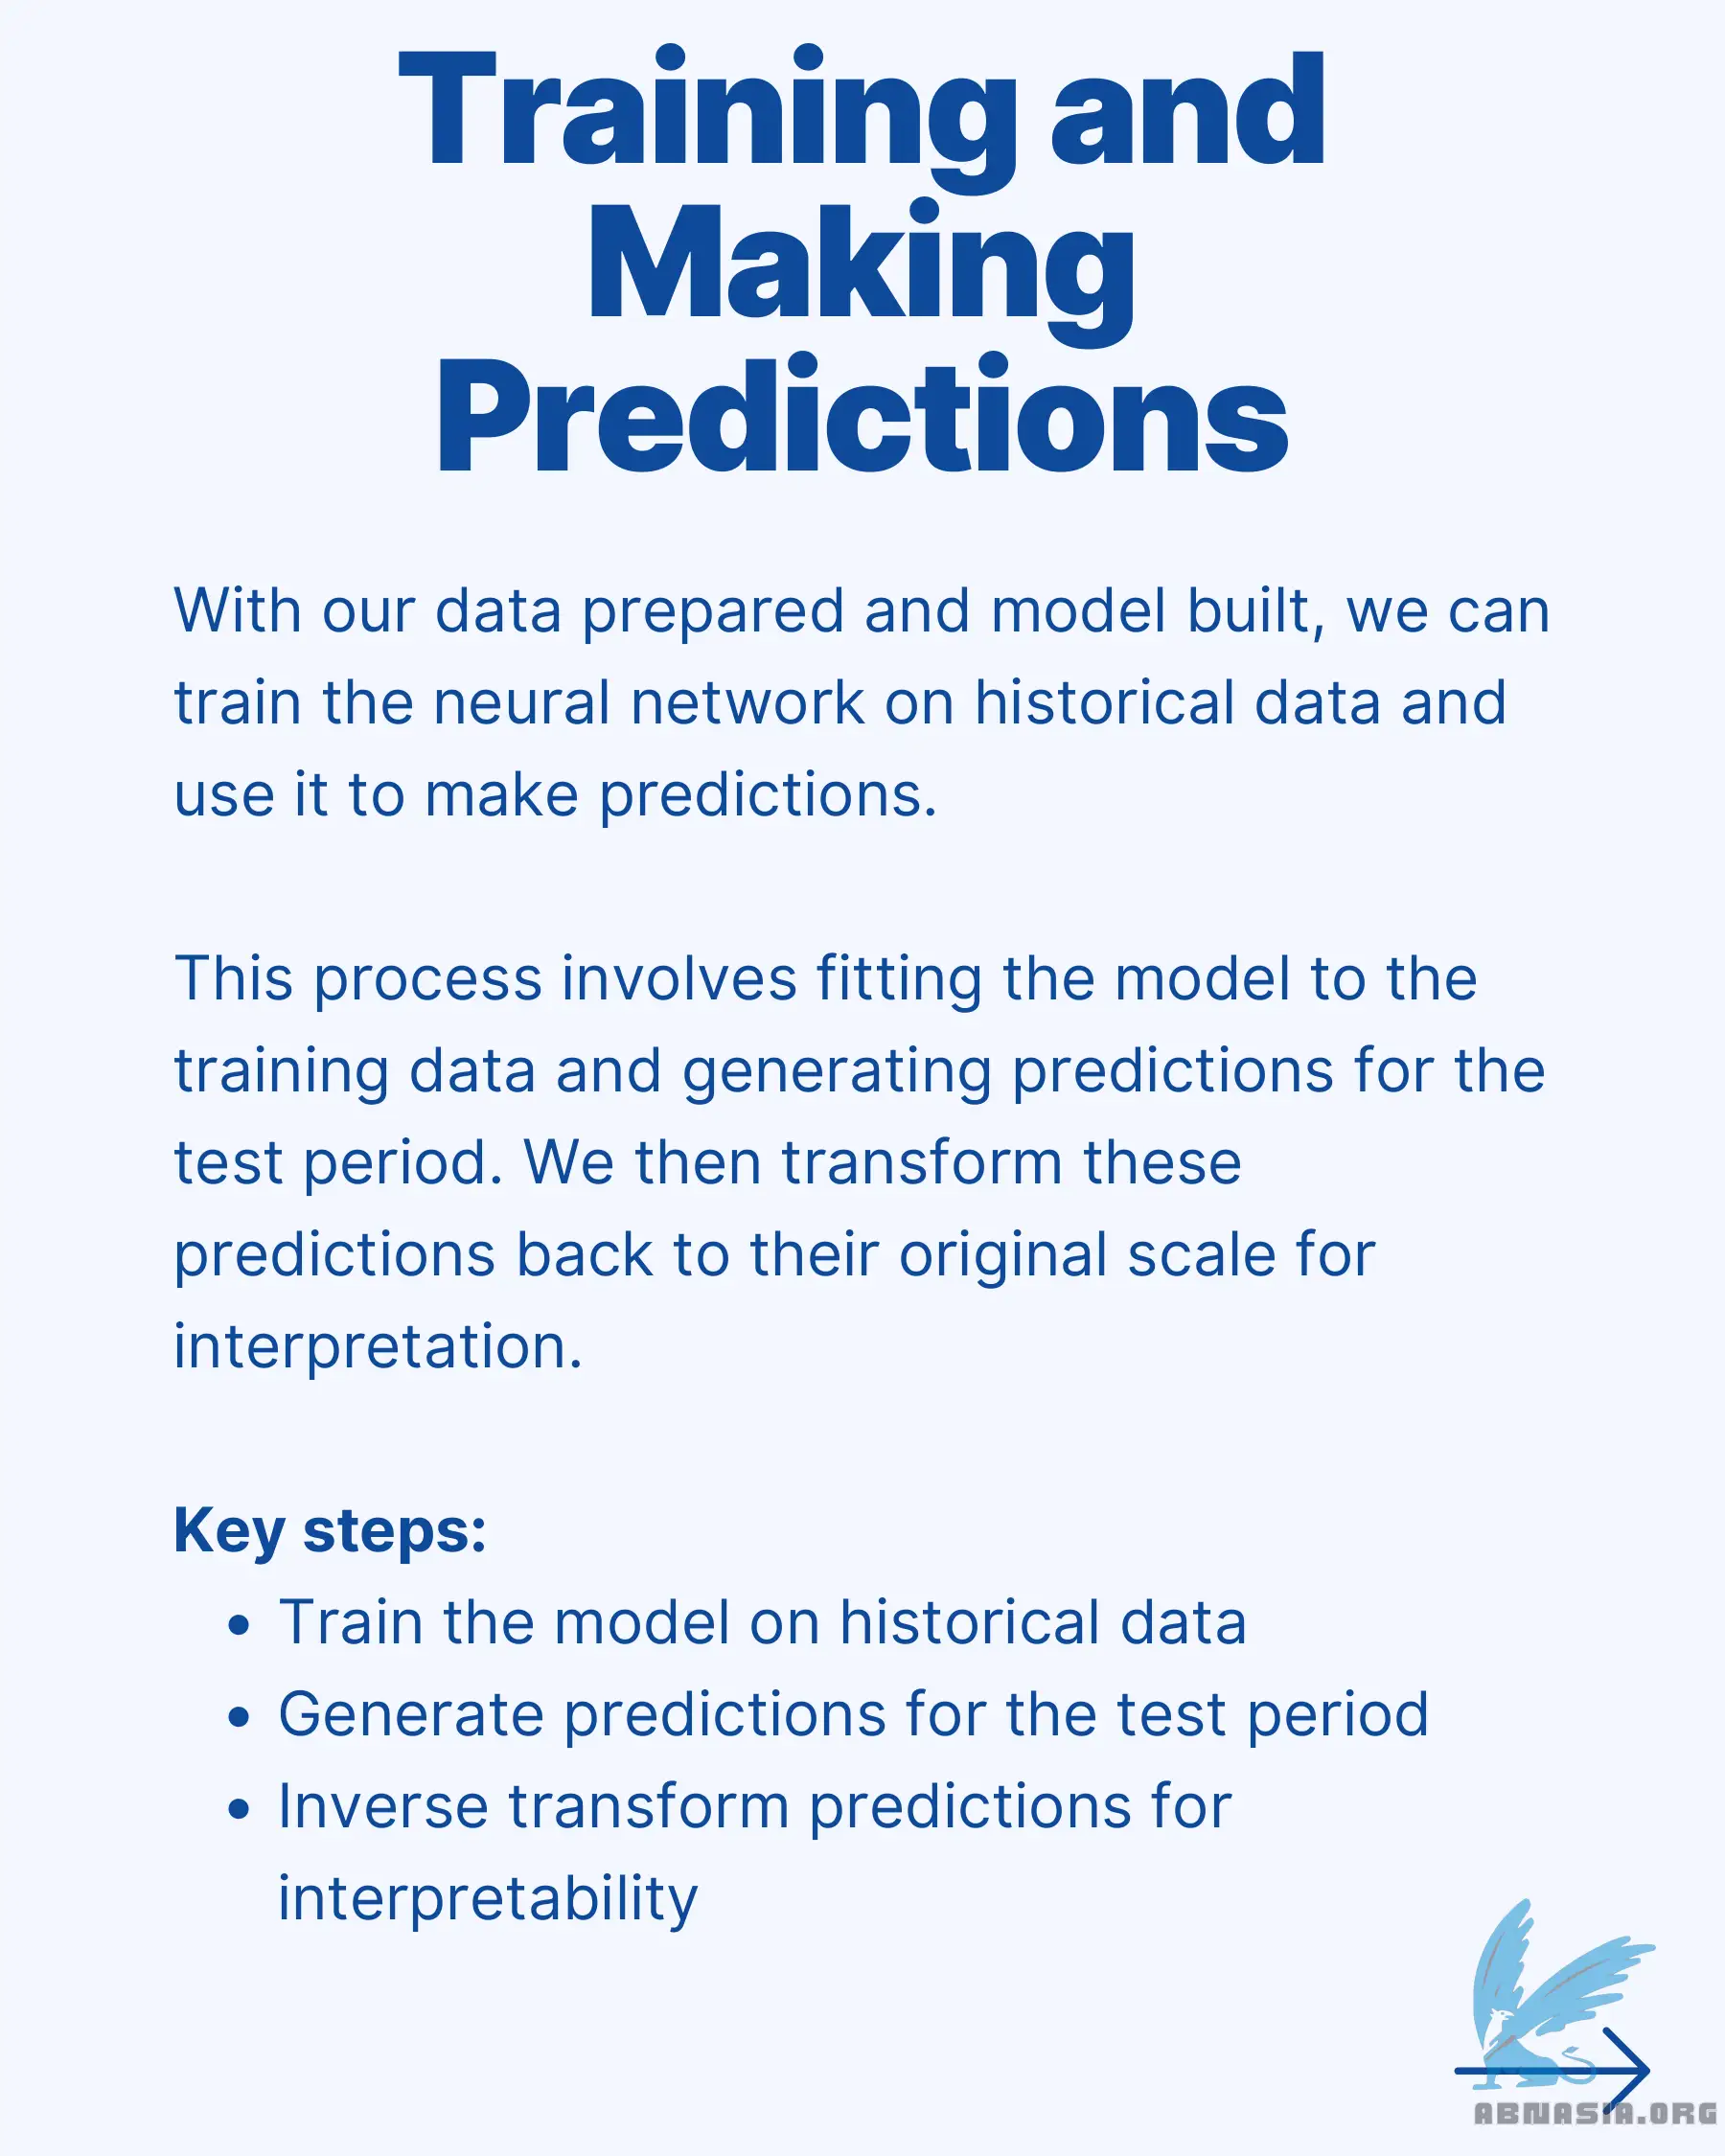 Training and
Making
Predictions
With our data prepared and model built, we can
train the neural network on historical data and
use it to make predictions.
This process involves fitting the model to the
training data and generating predictions for the
test period. We then transform these
predictions back to their original scale for
interpretation.
Key steps:
• Train the model on historical data
• Generate predictions for the test period
• Inverse transform predictions for
interpretability
ABNASIA.ORG